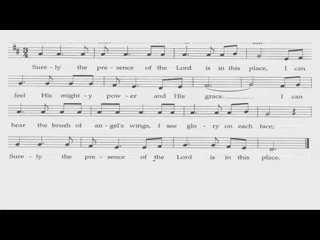 Sure - ly the pres - ence of the Lord is in this place, I can
feel His might - y pow - er and His grace. I can
hear the brush of an - gel's wings, I see glo - ry on each face;
Sure - ly the pres - ence of the Lord is in this place.